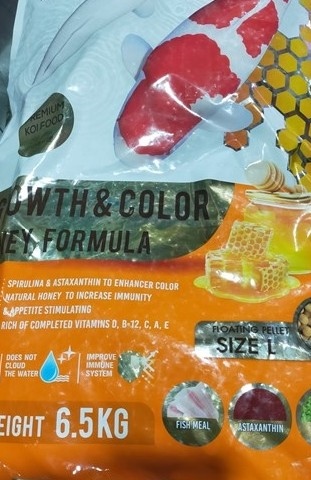 PREMIUM
KOI FOOD
OWTH & COLOR
NEY FORMULA
SPIRULINA & ASTAXANTHIN TO ENHANCER COLOR
NATURAL HONEY TO INCREASE IMMUNITY
& APPETITE STIMULATING
RICH OF COMPLETED VITAMINS D, B-12, C, A, E
FLOATING PELLET
SIZE L
DOES NOT
CLOUD
THE WATER
IMPROVE
IMMUNE
SYSTEM
EIGHT 6.5KG
FISH MEAL
ASTAXANTHIN